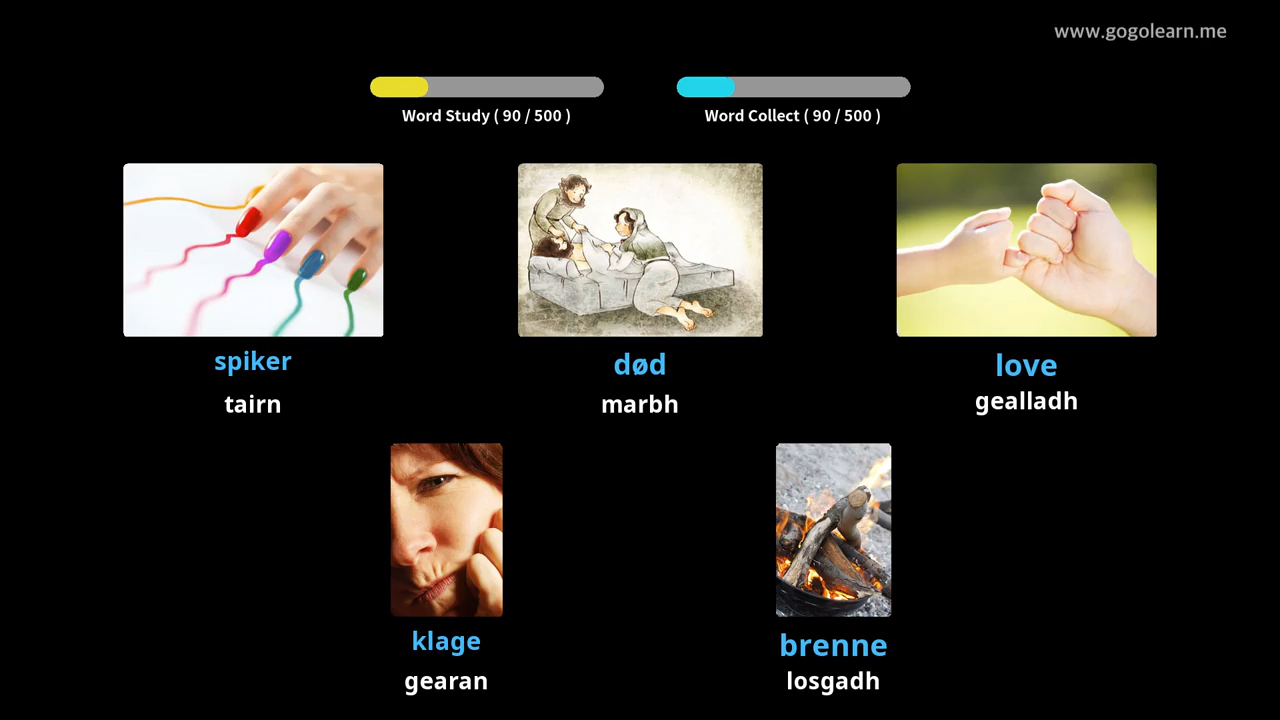 www.gogolearn.me
Word Study ( 90 / 500 )
Word Collect ( 90 / 500 )
spiker
tairn
død
marbh
love
gealladh
klage
gearan
brenne
losgadh